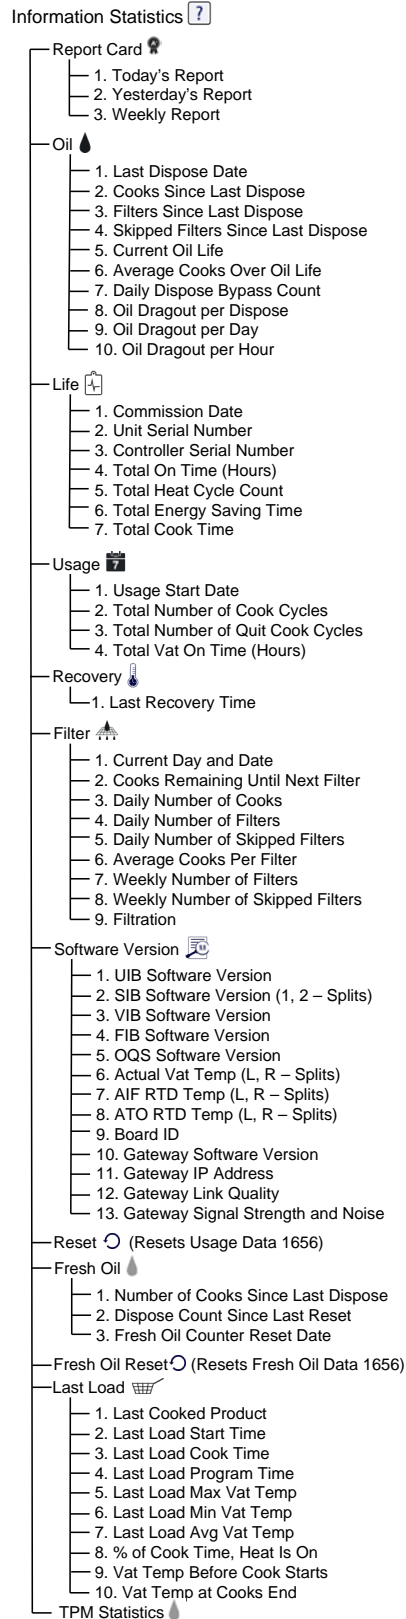 Information Statistics ?
Report Card
1. Today's Report
2. Yesterday's Report
3. Weekly Report
Oil
1. Last Dispose Date
2. Cooks Since Last Dispose
3. Filters Since Last Dispose
4. Skipped Filters Since Last Dispose
5. Current Oil Life
6. Average Cooks Over Oil Life
7. Daily Dispose Bypass Count
8. Oil Dragout per Dispose
9. Oil Dragout per Day
10. Oil Dragout per Hour
Life
1. Commission Date
2. Unit Serial Number
3. Controller Serial Number
4. Total On Time (Hours)
5. Total Heat Cycle Count
6. Total Energy Saving Time
7. Total Cook Time
Usage 7
1. Usage Start Date
2. Total Number of Cook Cycles
3. Total Number of Quit Cook Cycles
4. Total Vat On Time (Hours)
Recovery
1. Last Recovery Time
Filter
1. Current Day and Date
2. Cooks Remaining Until Next Filter
3. Daily Number of Cooks
4. Daily Number of Filters
5. Daily Number of Skipped Filters
6. Average Cooks Per Filter
7. Weekly Number of Filters
8. Weekly Number of Skipped Filters
9. Filtration
Software Version
1. UIB Software Version
2. SIB Software Version (1, 2 – Splits)
3. VIB Software Version
4. FIB Software Version
5. OQS Software Version
6. Actual Vat Temp (L, R – Splits)
7. AIF RTD Temp (L, R – Splits)
8. ATO RTD Temp (L, R – Splits)
9. Board ID
10. Gateway Software Version
11. Gateway IP Address
12. Gateway Link Quality
13. Gateway Signal Strength and Noise
Reset (Resets Usage Data 1656)
Fresh Oil
1. Number of Cooks Since Last Dispose
2. Dispose Count Since Last Reset
3. Fresh Oil Counter Reset Date
Fresh Oil Reset (Resets Fresh Oil Data 1656)
Last Load
1. Last Cooked Product
2. Last Load Start Time
3. Last Load Cook Time
4. Last Load Program Time
5. Last Load Max Vat Temp
6. Last Load Min Vat Temp
7. Last Load Avg Vat Temp
8. % of Cook Time, Heat Is On
9. Vat Temp Before Cook Starts
10. Vat Temp at Cooks End
TPM Statistics